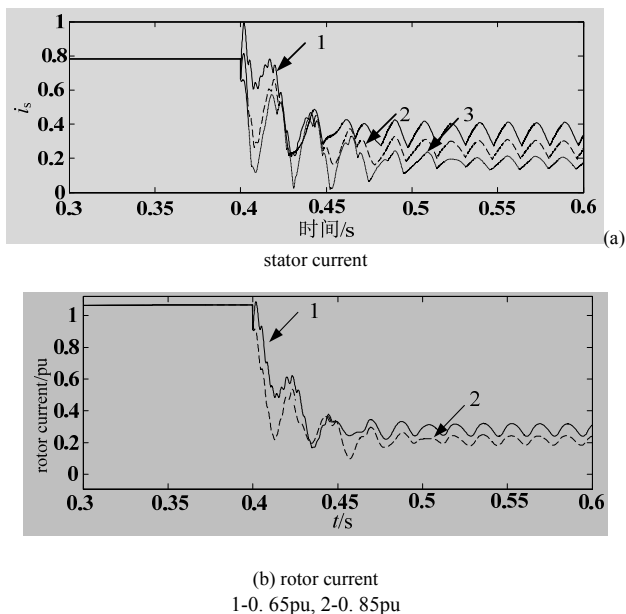 1
0.8
0.6
0.4
0.2
0
i_s
1
2
3
0.3 0.35 0.4 0.45 0.5 0.55 0.6
时间/s
(a)
stator current
1
0.8
0.6
0.4
0.2
0
rotor current/pu
1
2
0.3 0.35 0.4 0.45 0.5 0.55 0.6
t/s
(b) rotor current
1-0. 65pu, 2-0. 85pu